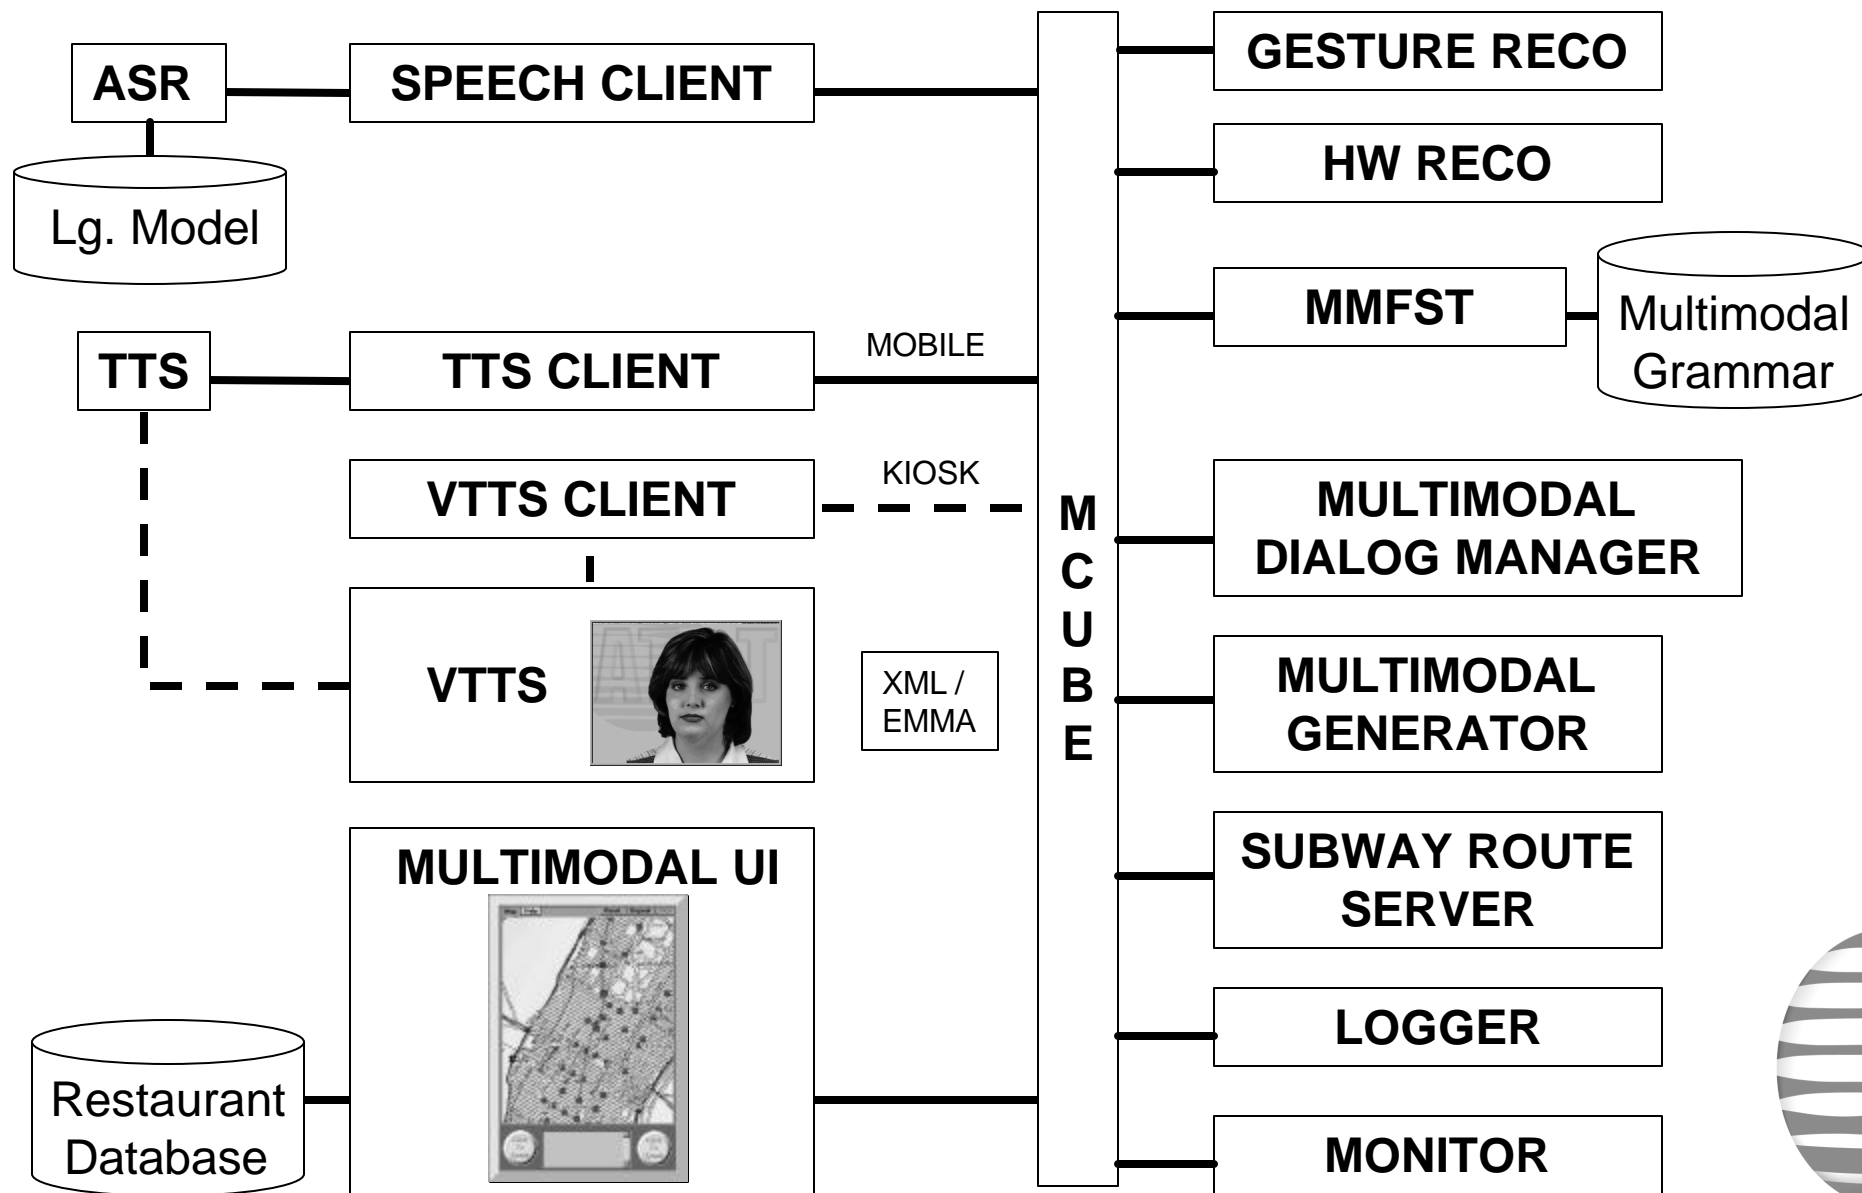 ASR
SPEECH CLIENT
Lg. Model
TTS
TTS CLIENT
MOBILE
VTTS CLIENT
KIOSK
VTTS
XML /
EMMA
MULTIMODAL UI
Restaurant
Database
M
C
U
B
E
GESTURE RECO
HW RECO
MMFST
Multimodal
Grammar
MULTIMODAL
DIALOG MANAGER
MULTIMODAL
GENERATOR
SUBWAY ROUTE
SERVER
LOGGER
MONITOR